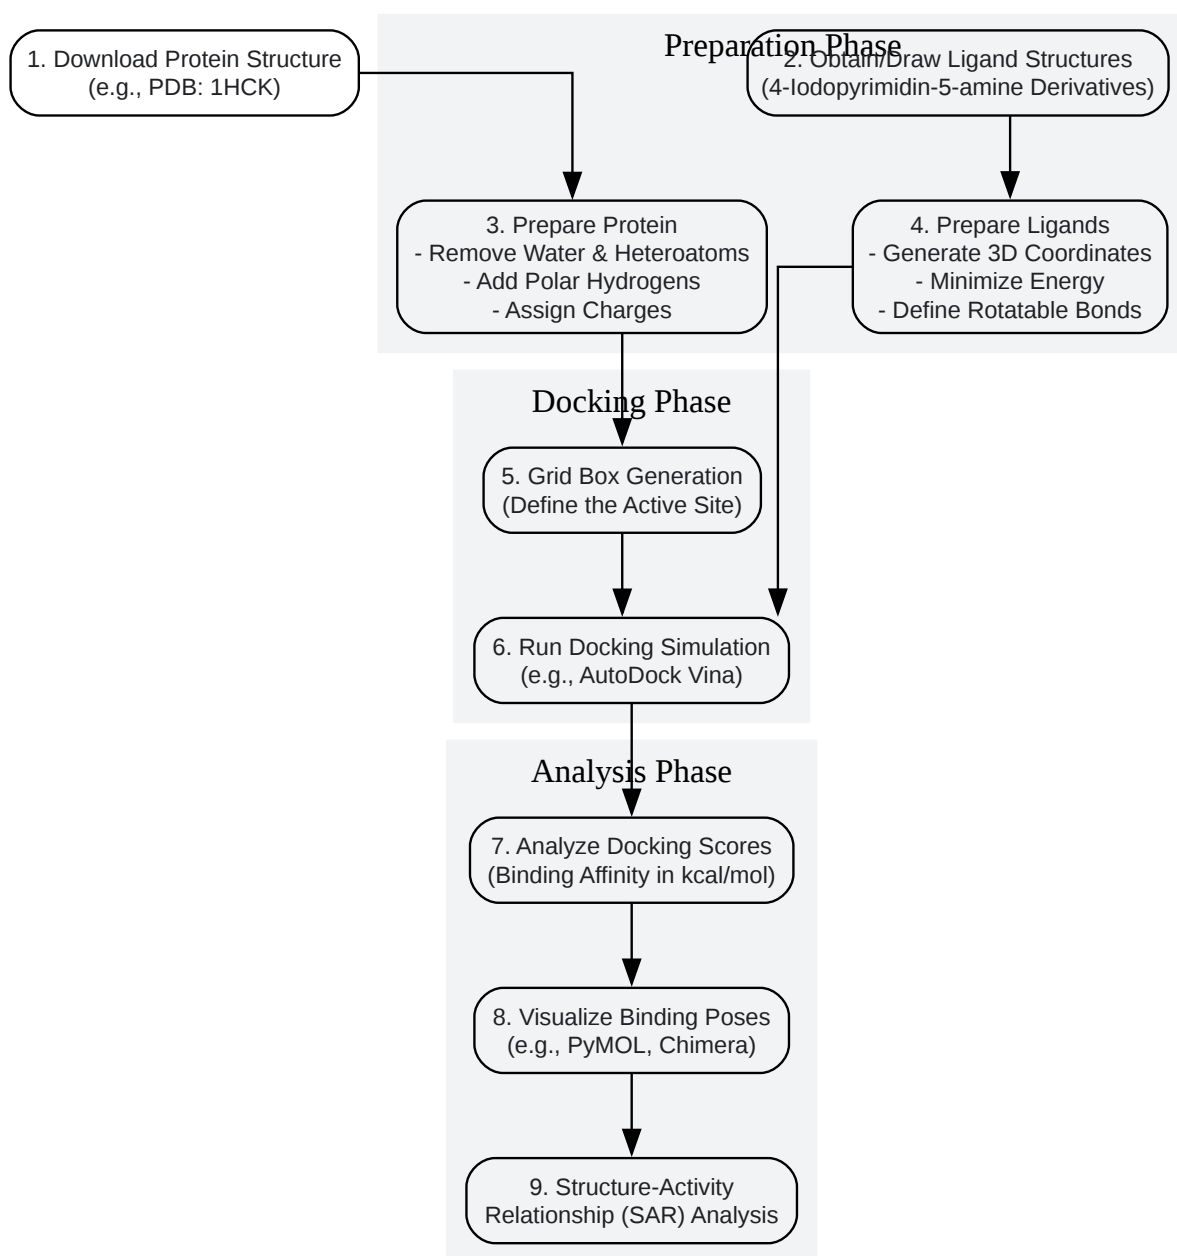 Preparation Phase
1. Download Protein Structure
(e.g., PDB: 1HCK)
2. Obtain/Draw Ligand Structures
(4-Iodopyrimidin-5-amine Derivatives)
3. Prepare Protein
- Remove Water & Heteroatoms
- Add Polar Hydrogens
- Assign Charges
4. Prepare Ligands
- Generate 3D Coordinates
- Minimize Energy
- Define Rotatable Bonds
Docking Phase
5. Grid Box Generation
(Define the Active Site)
6. Run Docking Simulation
(e.g., AutoDock Vina)
Analysis Phase
7. Analyze Docking Scores
(Binding Affinity in kcal/mol)
8. Visualize Binding Poses
(e.g., PyMOL, Chimera)
9. Structure-Activity
Relationship (SAR) Analysis